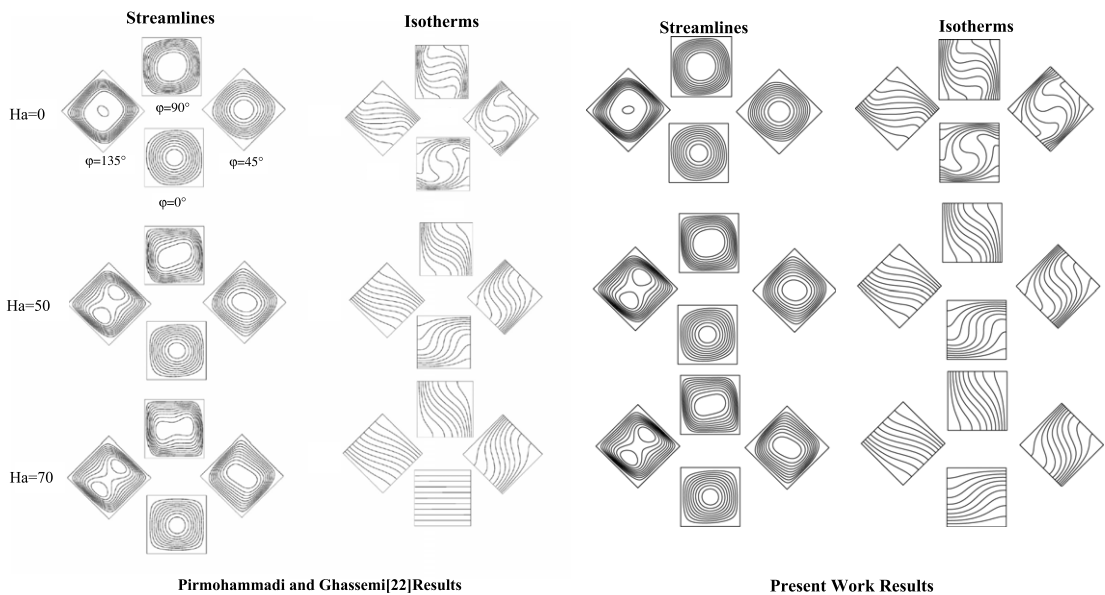 Streamlines
Isotherms
Streamlines
Isotherms
Ha=0
φ=90°
φ=135°
φ=45°
φ=0°
Ha=50
Ha=70
Pirmohammadi and Ghassemi[22]Results
Present Work Results